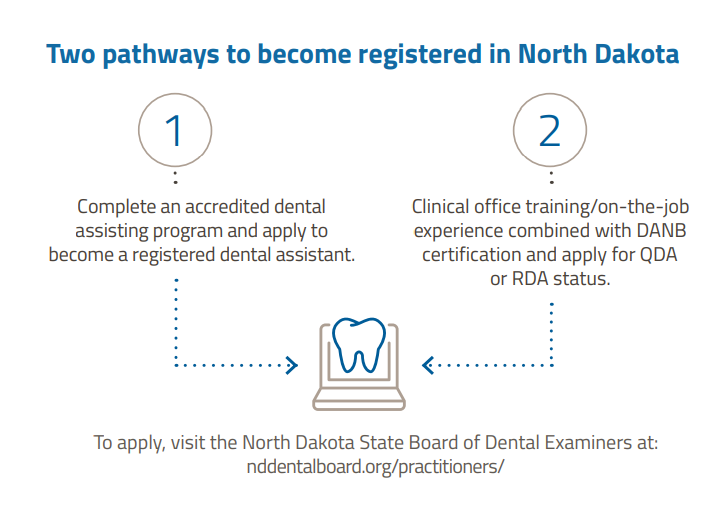 Two pathways to become registered in North Dakota
1
Complete an accredited dental
assisting program and apply to
become a registered dental assistant.
2
Clinical office training/on-the-job
experience combined with DANB
certification and apply for QDA
or RDA status.
To apply, visit the North Dakota State Board of Dental Examiners at:
nddentalboard.org/practitioners/